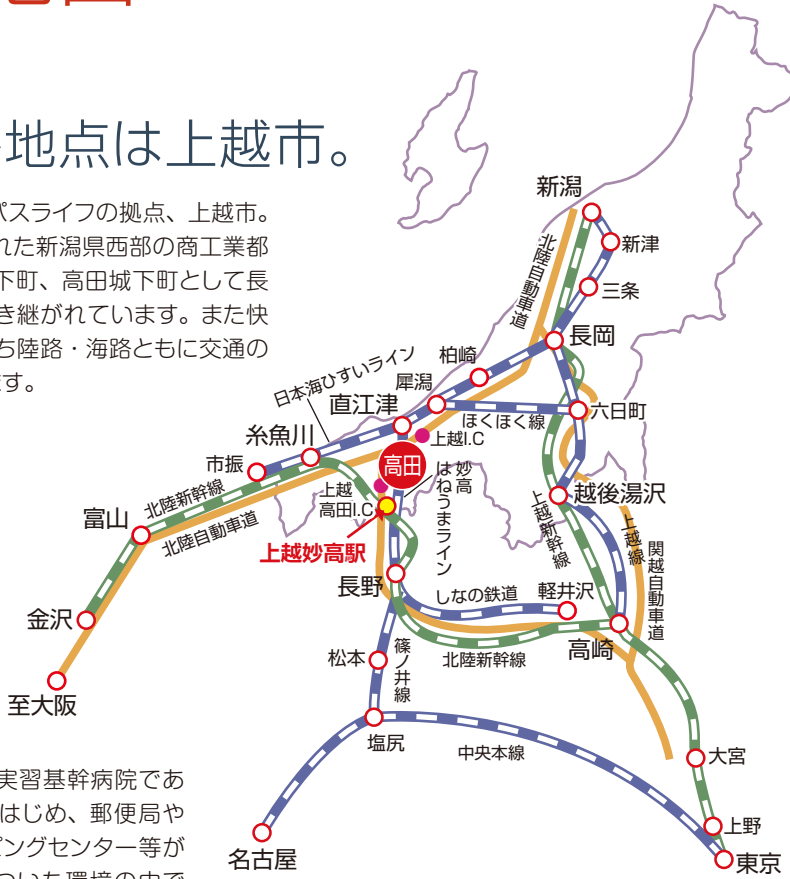 地点は上越市。
パスライフの拠点、上越市。
れた新潟県西部の商工業都
下町、高田城下町として長
き継がれています。また快
ち陸路・海路ともに交通の
ます。
新潟
新津
三条
北陸自動車道
長岡
柏崎
犀潟
日本海ひすいライン
直江津
六日町
ほくほく線
糸魚川
上越I.C
市振
高田
妙高
はねうまライン
北陸新幹線
上越
高田I.C
越後湯沢
富山
北陸自動車道
上越新幹線
上越線
関越自動車道
上越妙高駅
長野
しなの鉄道
軽井沢
金沢
高崎
松本
篠ノ井線
北陸新幹線
至大阪
塩尻
中央本線
大宮
実習基幹病院であ
はじめ、郵便局や
ピングセンター等が
ついた環境の中で
上野
名古屋
東京